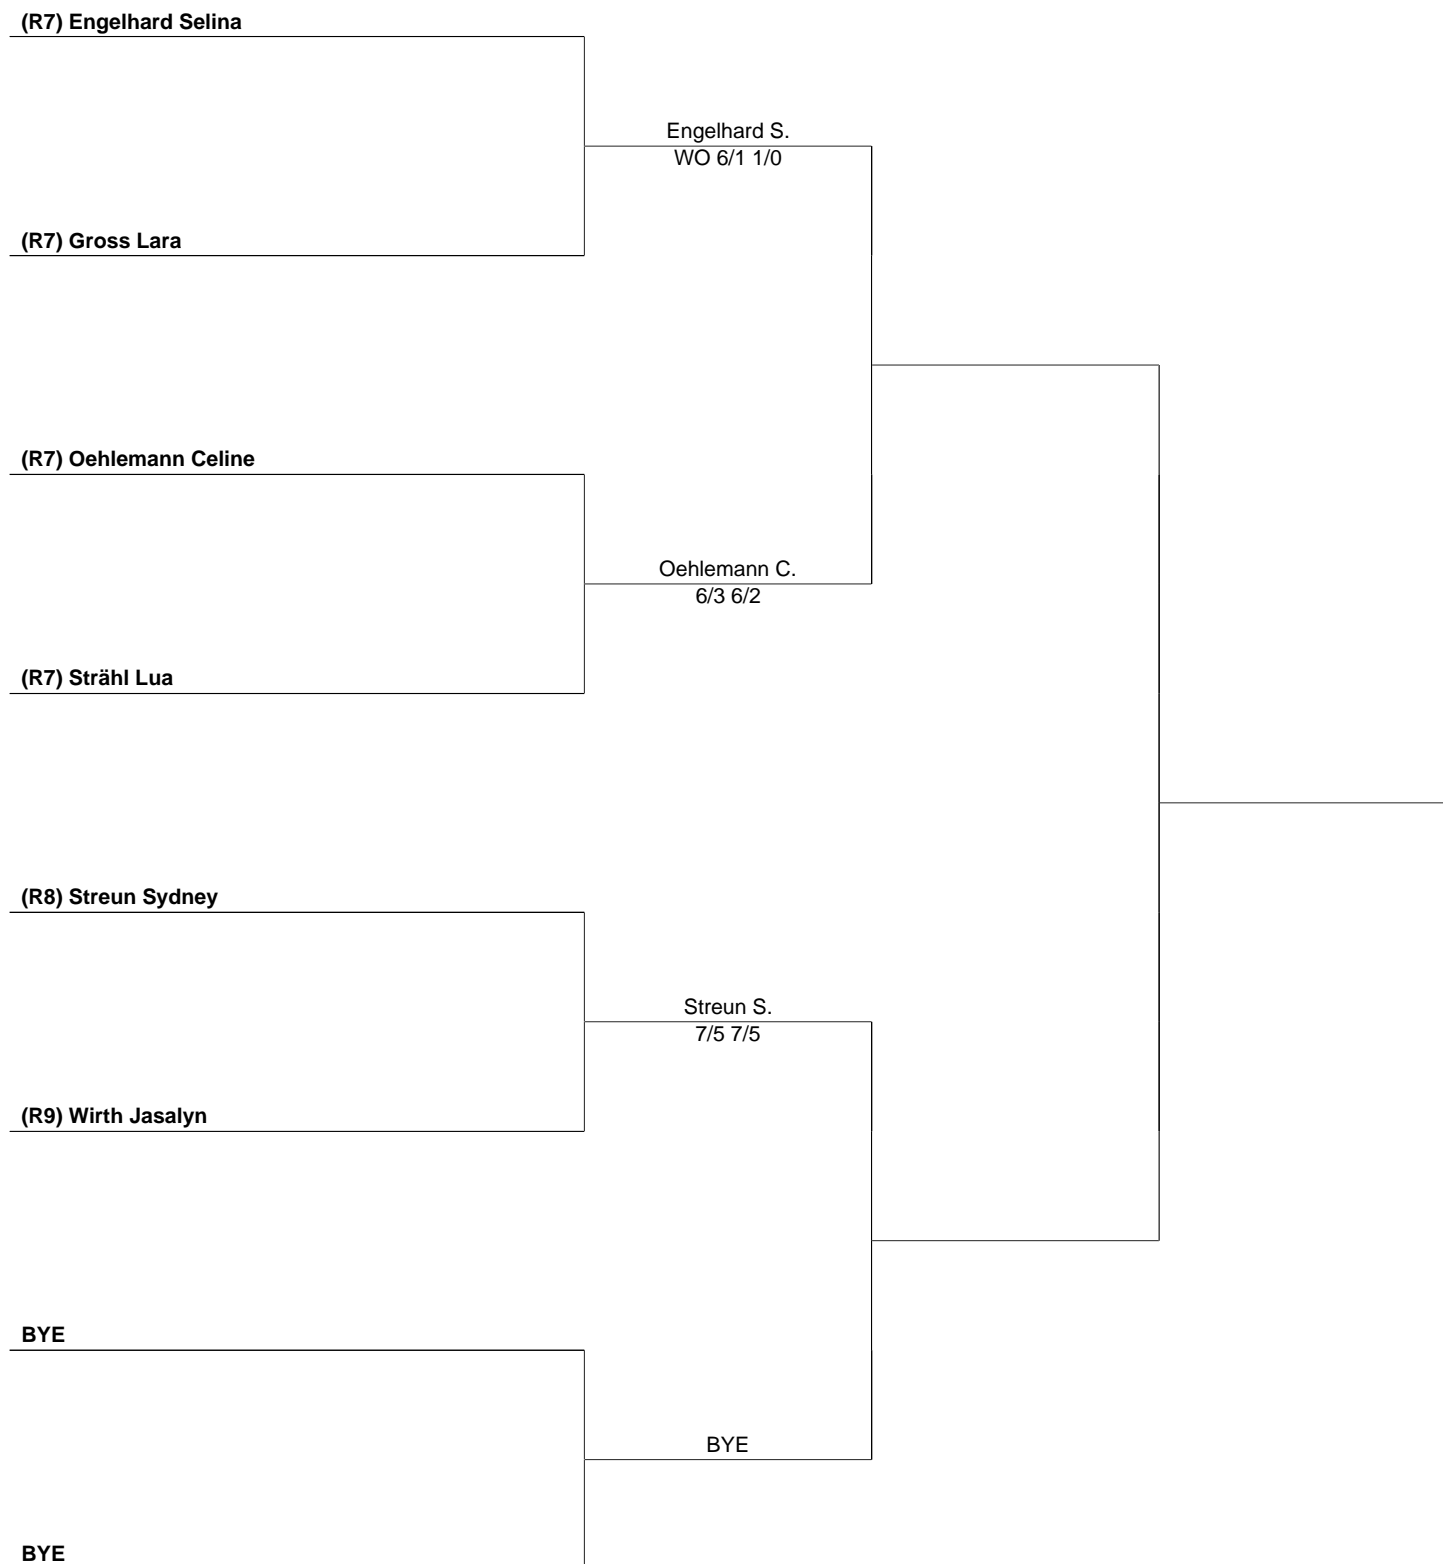 (R7) Engelhard Selina
Engelhard S.
WO 6/1 1/0
(R7) Gross Lara
(R7) Oehlemann Celine
Oehlemann C.
6/3 6/2
(R7) Strähl Lua
(R8) Streun Sydney
Streun S.
7/5 7/5
(R9) Wirth Jasalyn
BYE
BYE
BYE